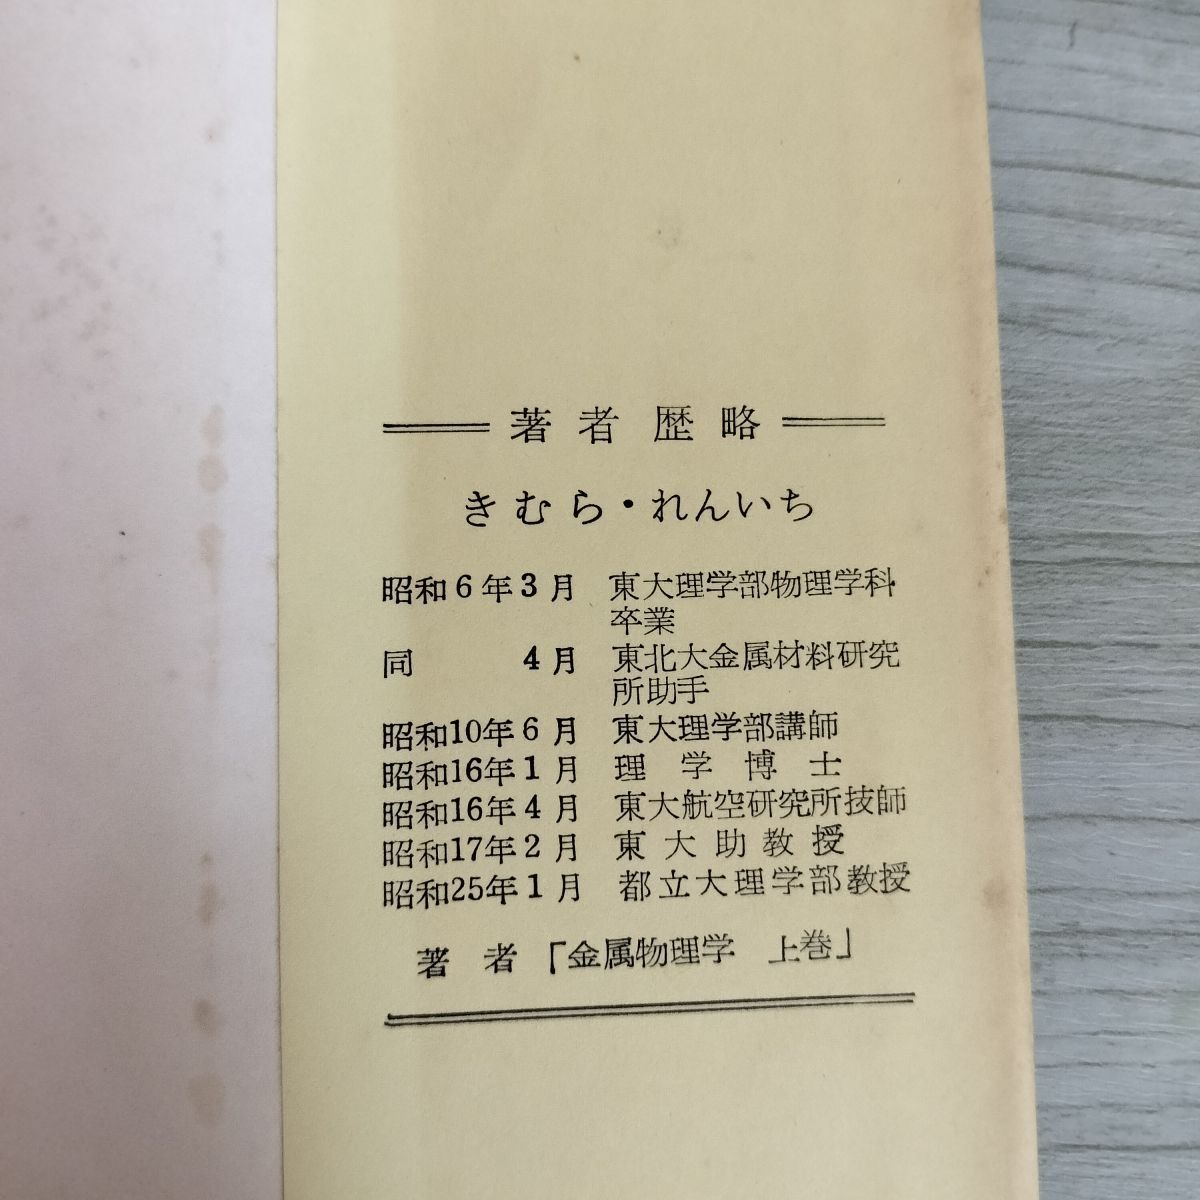 著者歴略
きむら・れんいち
昭和6年3月 東大理学部物理学科
卒業
同 4月 東北大金属材料研究
所助手
昭和10年6月 東大理学部講師
昭和16年1月 理学博士
昭和16年4月 東大航空研究所技師
昭和17年2月 東大助教授
昭和25年1月 都立大理学部教授
著者「金属物理学 上巻」